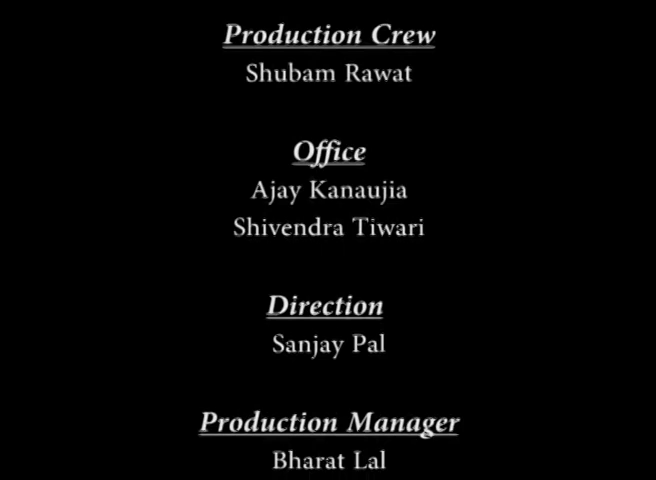 Production Crew
Shubam Rawat
Office
Ajay Kanaujia
Shivendra Tiwari
Direction
Sanjay Pal
Production Manager
Bharat Lal